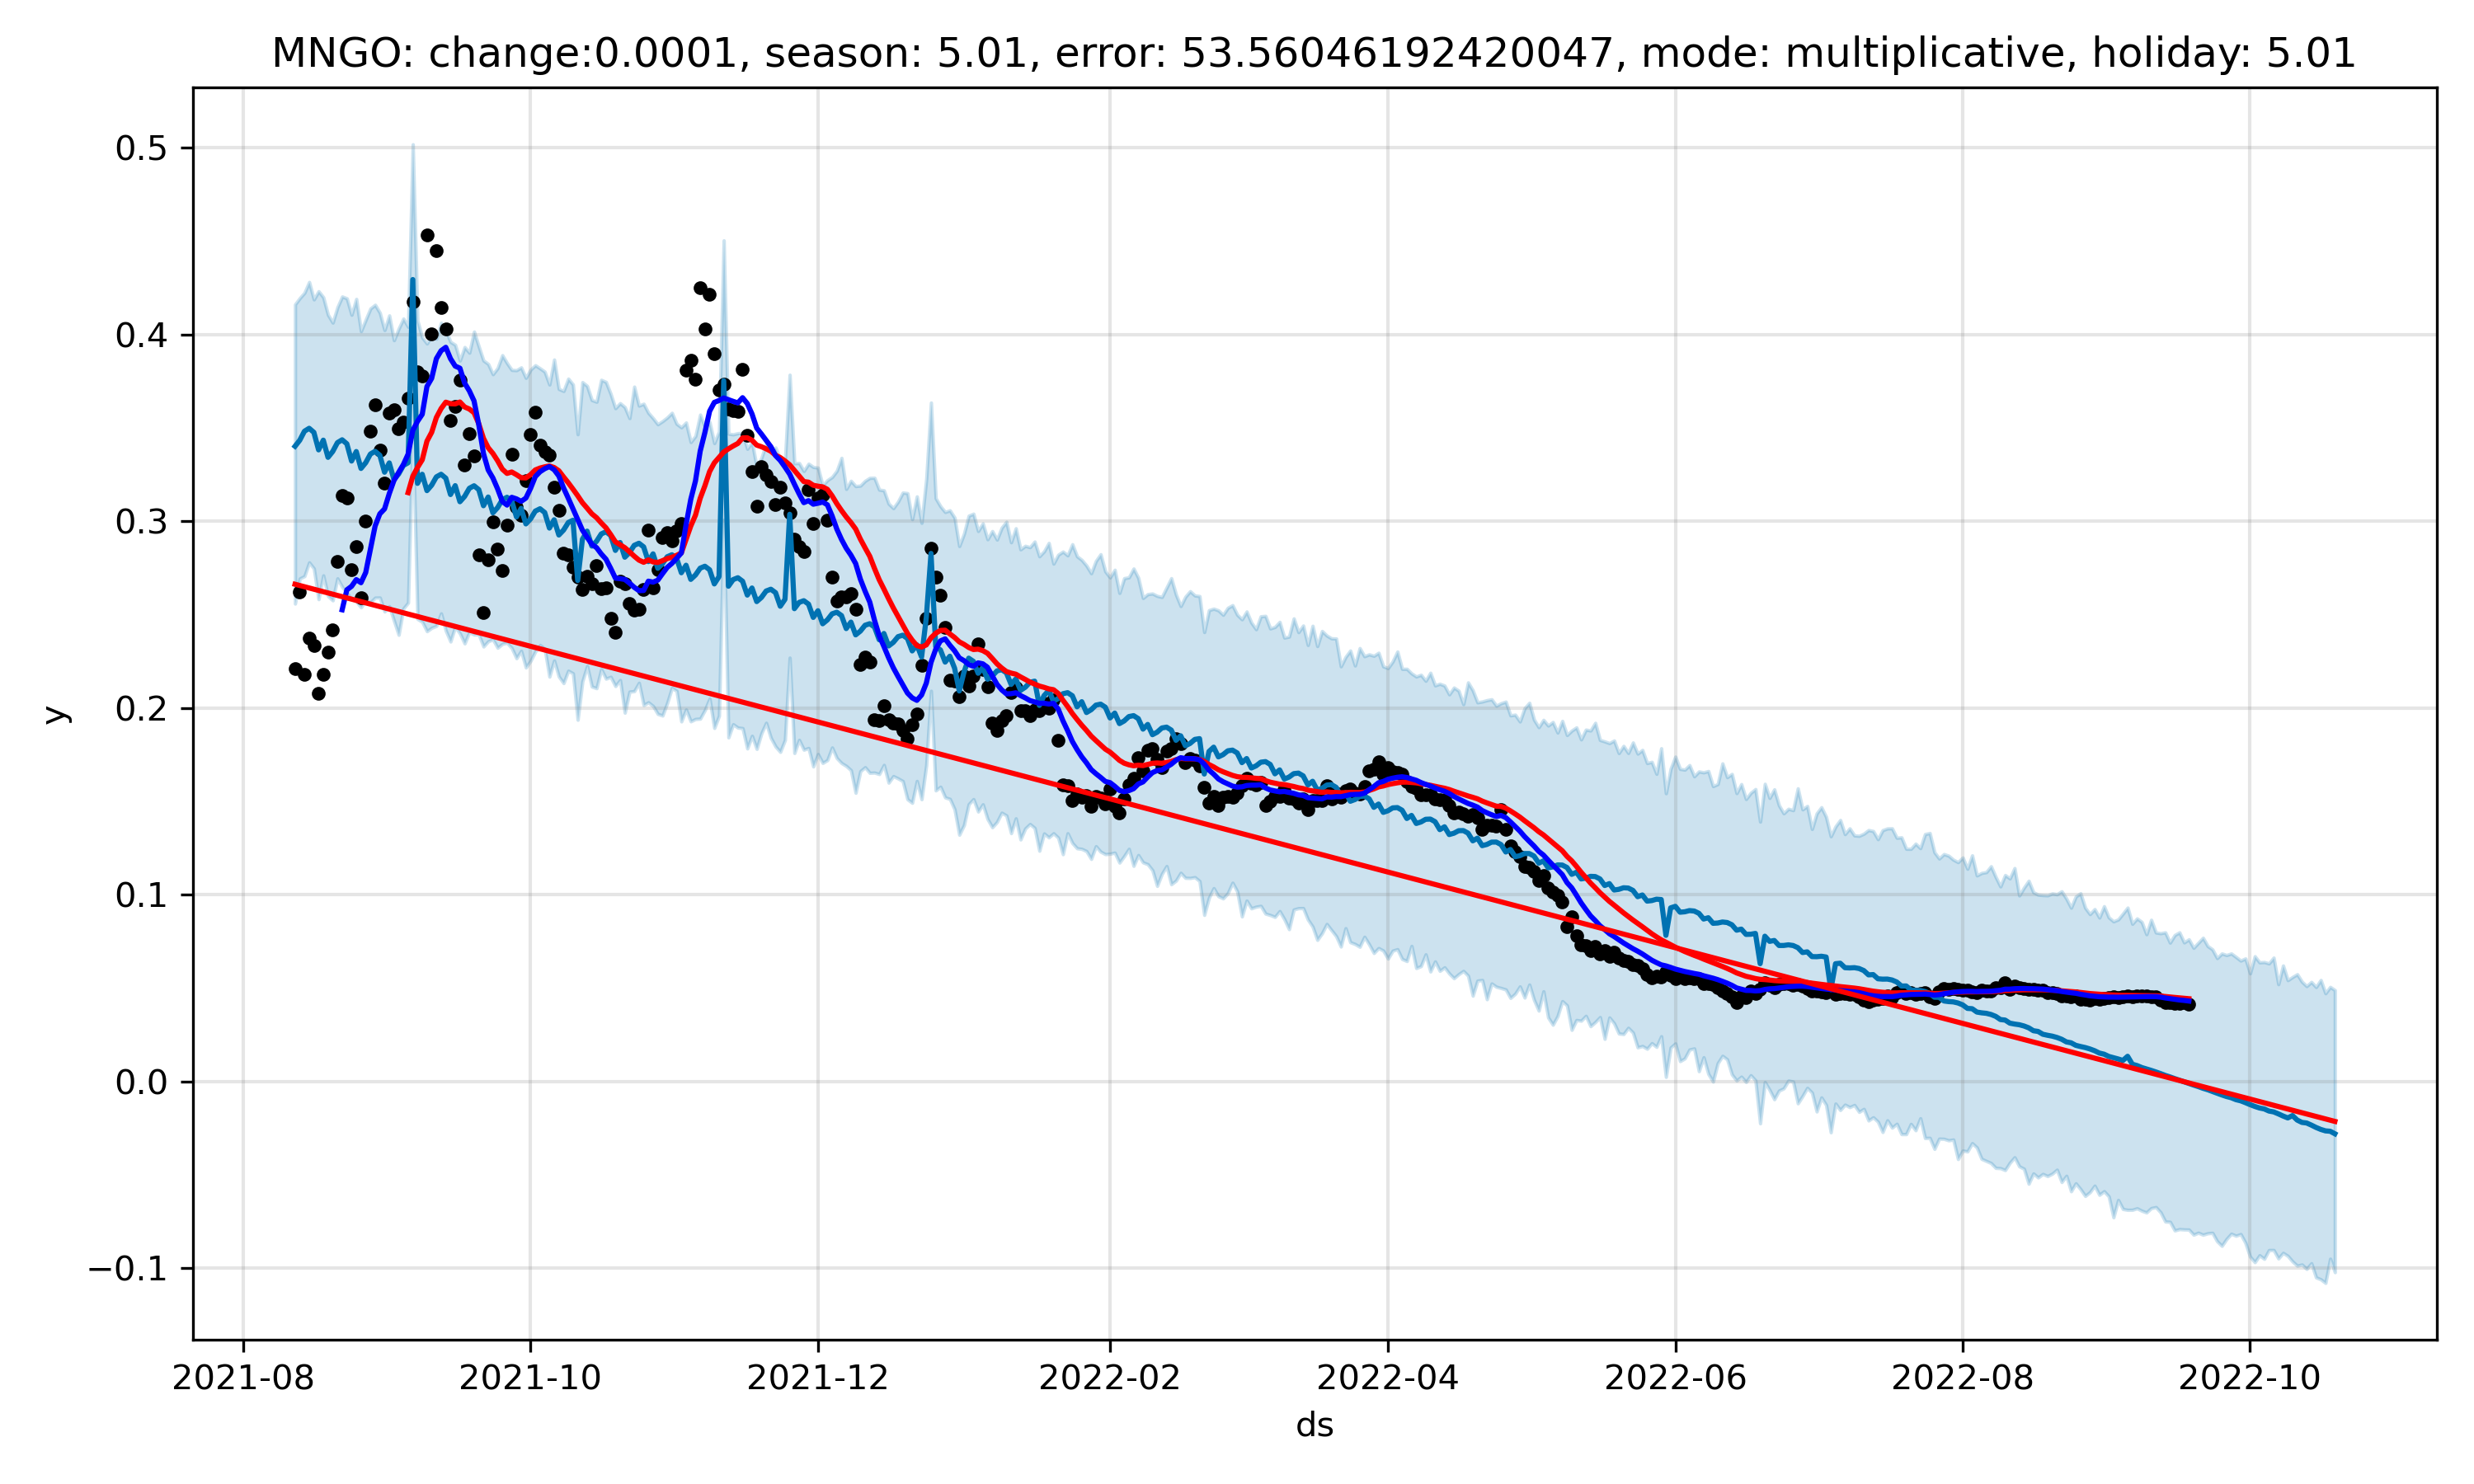 MNGO: change:0.0001, season: 5.01, error: 53.56046192420047, mode: multiplicative, holiday: 5.01
0.5
0.4
0.3
0.2
0.1
0.0
−0.1
y
2021-08 2021-10 2021-12 2022-02 2022-04 2022-06 2022-08 2022-10
ds